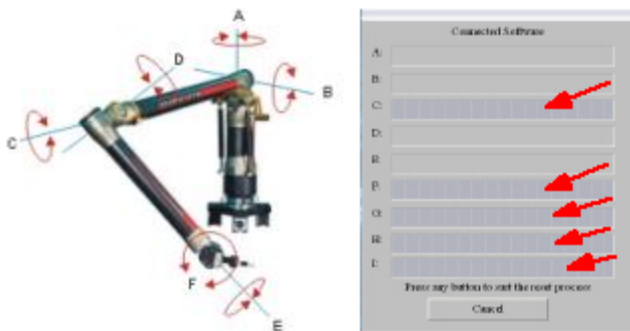 A
D
B
C
F
E
Connected Software
A:
B:
C:
D:
E:
F:
G:
H:
I:
Press any button to start the reset process
Cancel